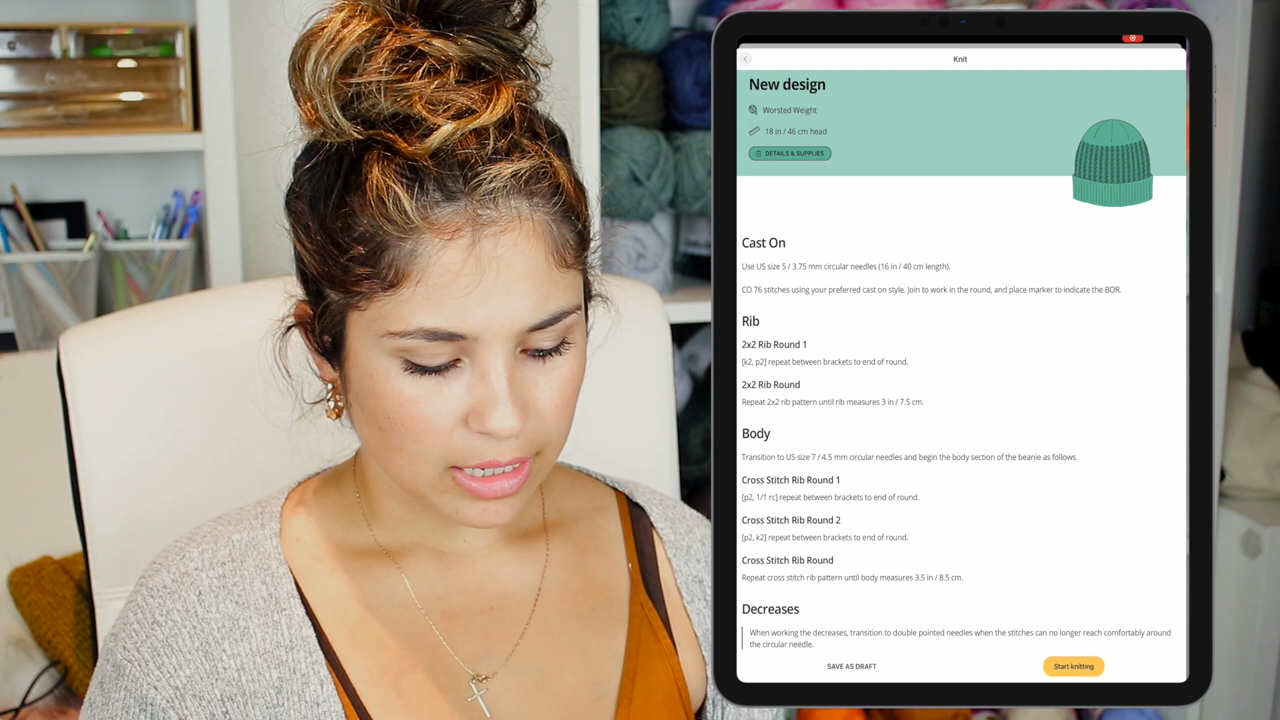 Knit
New design
Worsted Weight
18 in / 46 cm head
DETAILS & SUPPLIES
Cast On
Use US size 5 / 3.75 mm circular needles (16 in / 40 cm length).
CO 76 stitches using your preferred cast on style. Join to work in the round, and place marker to indicate the BOR.
Rib
2x2 Rib Round 1
[k2, p2] repeat between brackets to end of round.
2x2 Rib Round
Repeat 2x2 rib pattern until rib measures 3 in / 7.5 cm.
Body
Transition to US size 7 / 4.5 mm circular needles and begin the body section of the beanie as follows.
Cross Stitch Rib Round 1
[p2, 1/1 rc] repeat between brackets to end of round.
Cross Stitch Rib Round 2
[p2, k2] repeat between brackets to end of round.
Cross Stitch Rib Round
Repeat cross stitch rib pattern until body measures 3.5 in / 8.5 cm.
Decreases
When working the decreases, transition to double pointed needles when the stitches can no longer reach comfortably around
the circular needle.
SAVE AS DRAFT
Start knitting